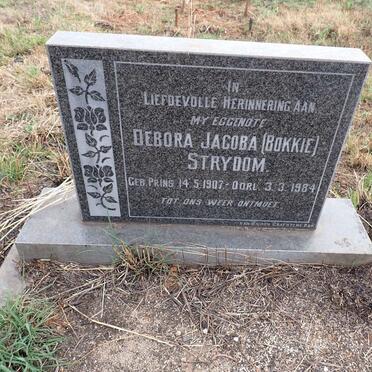 IN
LIEFDEVOLLE HERINNERING AAN
MY EGGENOTE
DEBORA JACOBA (BOKKIE)
STRYDOM
GEB. PRINS 14.5.1907 - OORL. 3.3.1984
TOT ONS WEER ONTMOET.